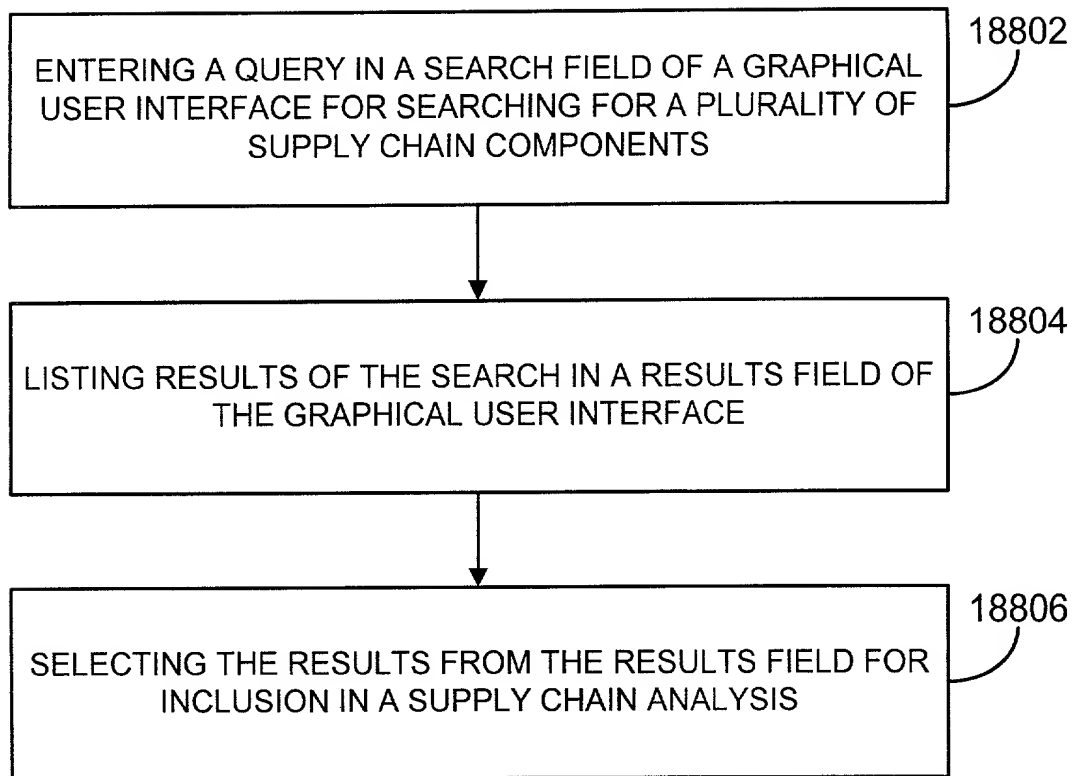 18802
ENTERING A QUERY IN A SEARCH FIELD OF A GRAPHICAL
USER INTERFACE FOR SEARCHING FOR A PLURALITY OF
SUPPLY CHAIN COMPONENTS
18804
LISTING RESULTS OF THE SEARCH IN A RESULTS FIELD OF
THE GRAPHICAL USER INTERFACE
18806
SELECTING THE RESULTS FROM THE RESULTS FIELD FOR
INCLUSION IN A SUPPLY CHAIN ANALYSIS